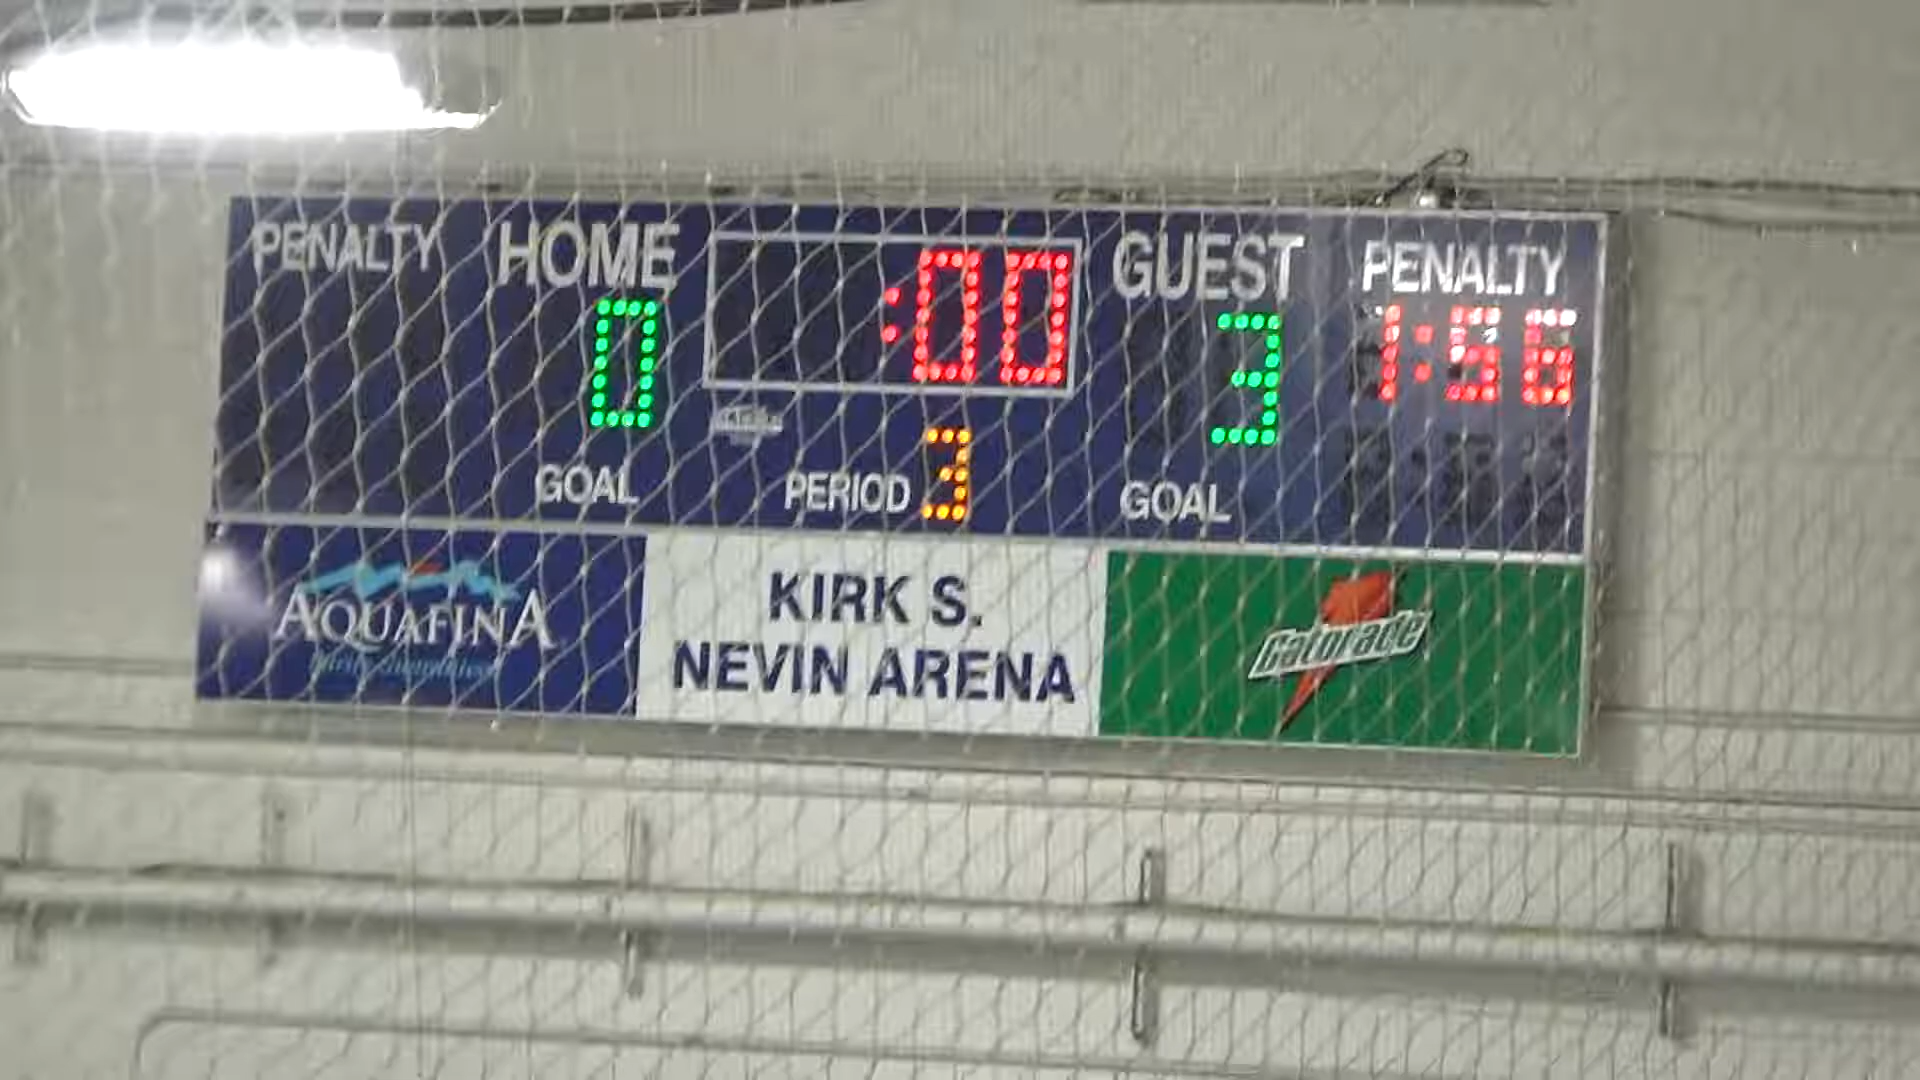 PENALTY HOME :00 GUEST PENALTY
0 3 1:56
GOAL PERIOD 3 GOAL
AQUAFINA
KIRK S.
NEVIN ARENA
Gatorade